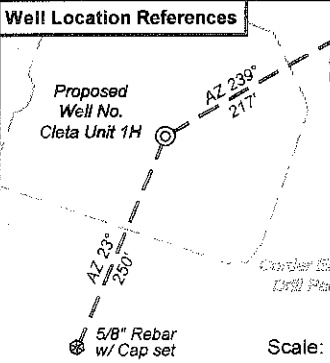 Well Location References
Proposed
Well No.
Cleta Unit 1H
AZ 239°
217'
AZ 23°
250'
Drill
5/8" Rebar
w/ Cap set
Scale: